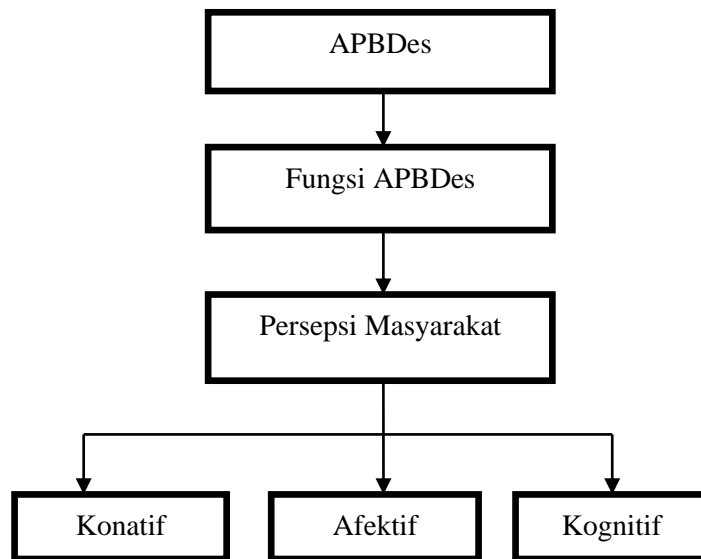 APBDes
Fungsi APBDes
Persepsi Masyarakat
Konatif
Afektif
Kognitif